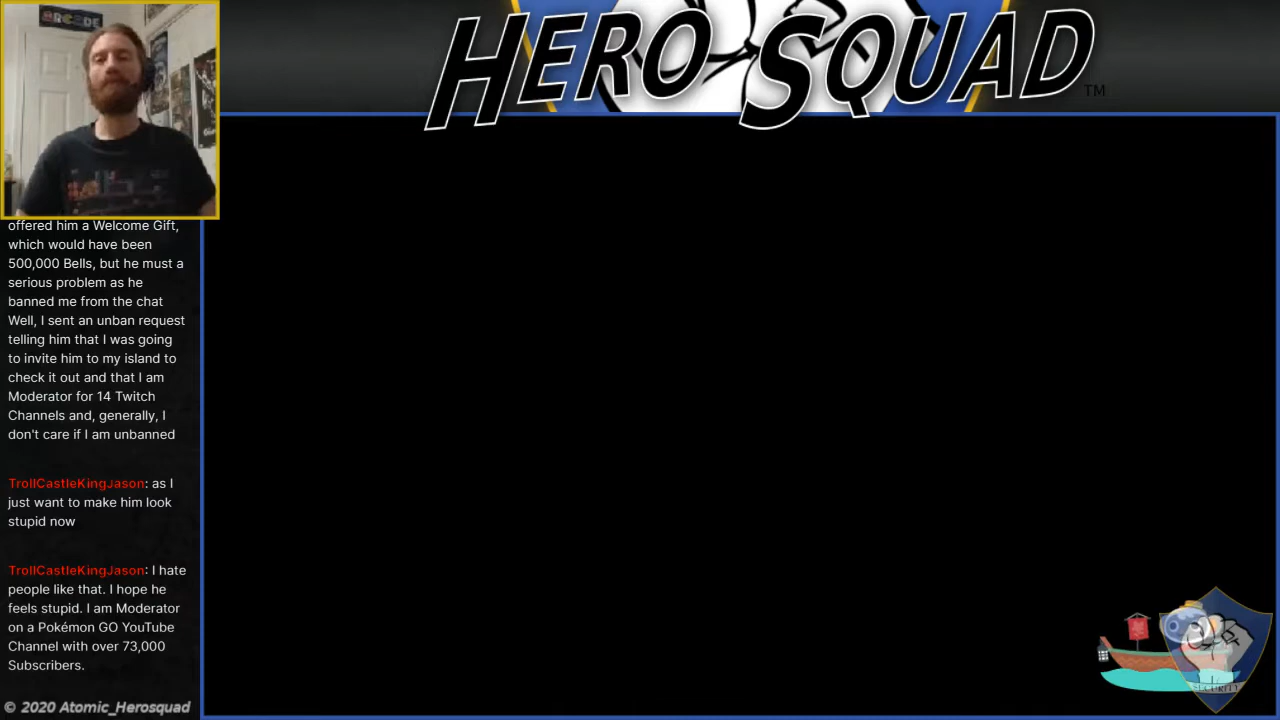 ARCADE
HERO SQUAD
TM
offered him a Welcome Gift,
which would have been
500,000 Bells, but he must a
serious problem as he
banned me from the chat
Well, I sent an unban request
telling him that I was going
to invite him to my island to
check it out and that I am
Moderator for 14 Twitch
Channels and, generally, I
don't care if I am unbanned
TrollCastleKingJason: as I
just want to make him look
stupid now
TrollCastleKingJason: I hate
people like that. I hope he
feels stupid. I am Moderator
on a Pokémon GO YouTube
Channel with over 73,000
Subscribers.
© 2020 Atomic_Herosquad
SECURITY